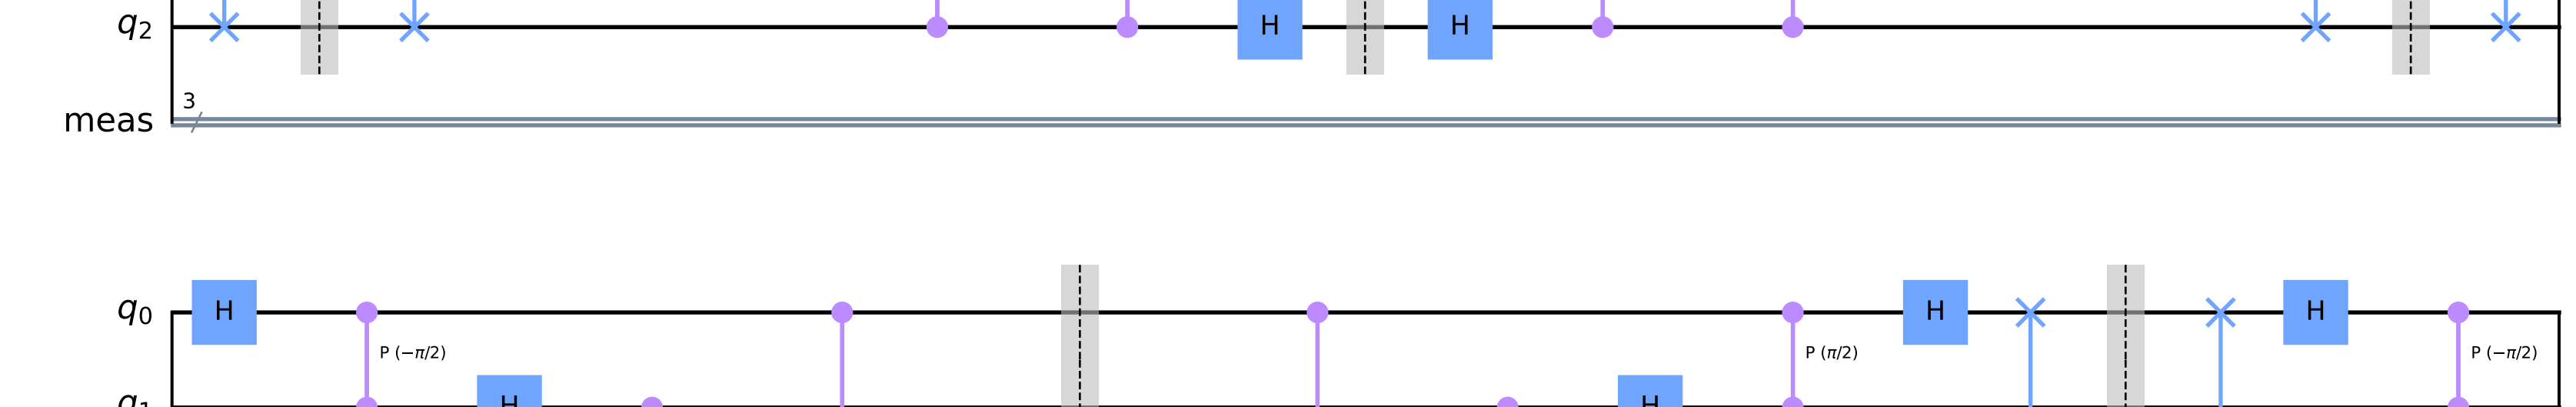 q2 H H
3
meas
q0 H H H
P (−π/2) P (π/2) P (−π/2)
q1 H H